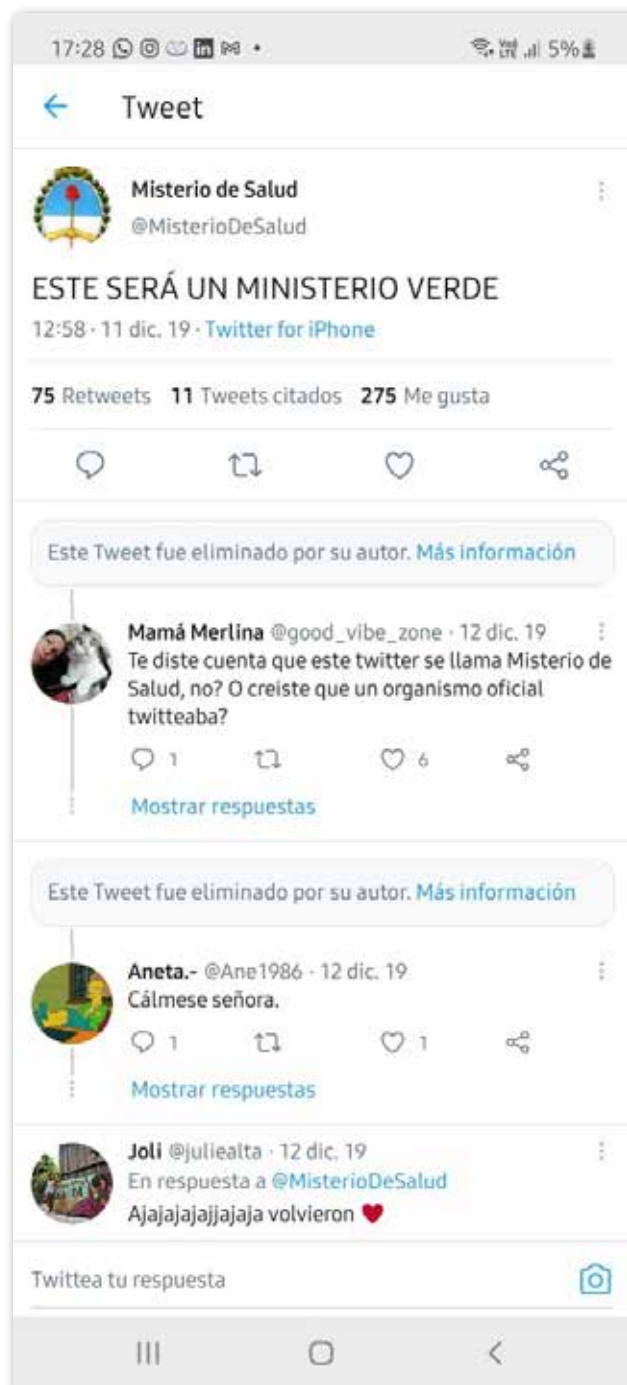 17:28 in 5%
Tweet
Misterio de Salud
@MisterioDeSalud
ESTE SERÁ UN MINISTERIO VERDE
12:58 · 11 dic. 19 · Twitter for iPhone
75 Retweets 11 Tweets citados 275 Me gusta
Este Tweet fue eliminado por su autor. Más información
Mamá Merlina @good_vibe_zone · 12 dic. 19
Te diste cuenta que este twitter se llama Misterio de
Salud, no? O creiste que un organismo oficial
twitteaba?
1 6
Mostrar respuestas
Este Tweet fue eliminado por su autor. Más información
Aneta.- @Ane1986 · 12 dic. 19
Cálmese señora.
1 1
Mostrar respuestas
Joli @juliealta · 12 dic. 19
En respuesta a @MisterioDeSalud
Ajajajajajjajaja volvieron ❤
Twittea tu respuesta